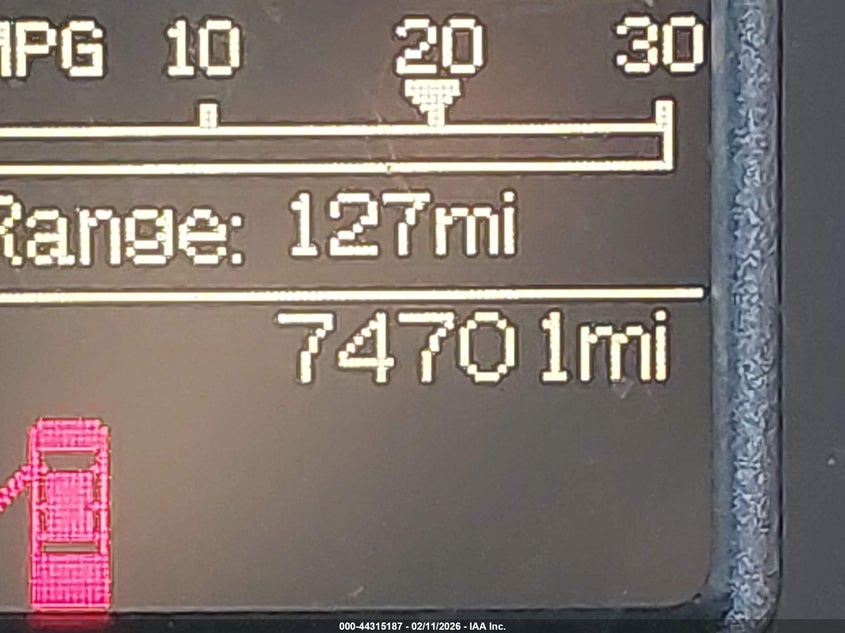 MPG 10 20 30
Range: 127mi
74701mi
000-44315187 - 02/11/2026 - IAA Inc.